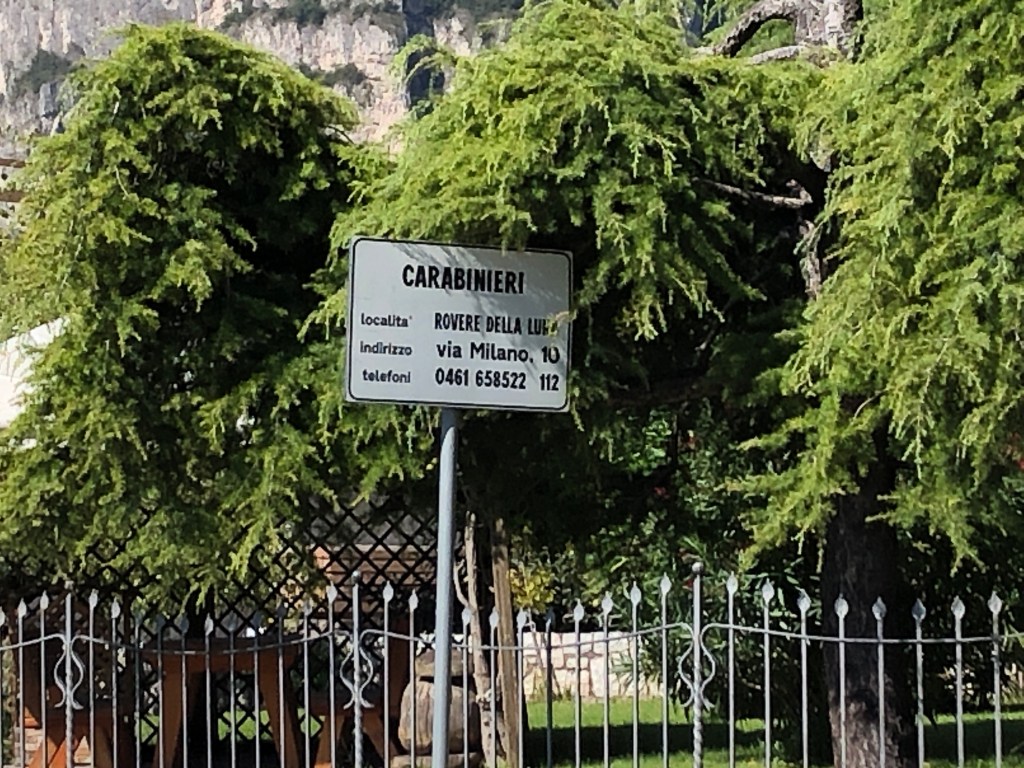 CARABINIERI
localita' ROVERE DELLA
indirizzo via Milano, 10
telefoni 0461 658522 112